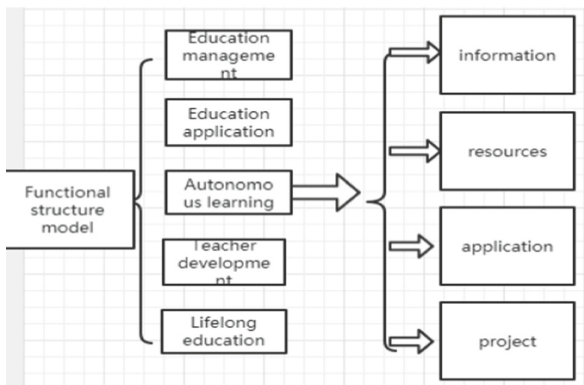 Education
manageme
nt
Education
application
Functional
structure
model
Autonomo
us learning
Teacher
developme
nt
Lifelong
education
information
resources
application
project